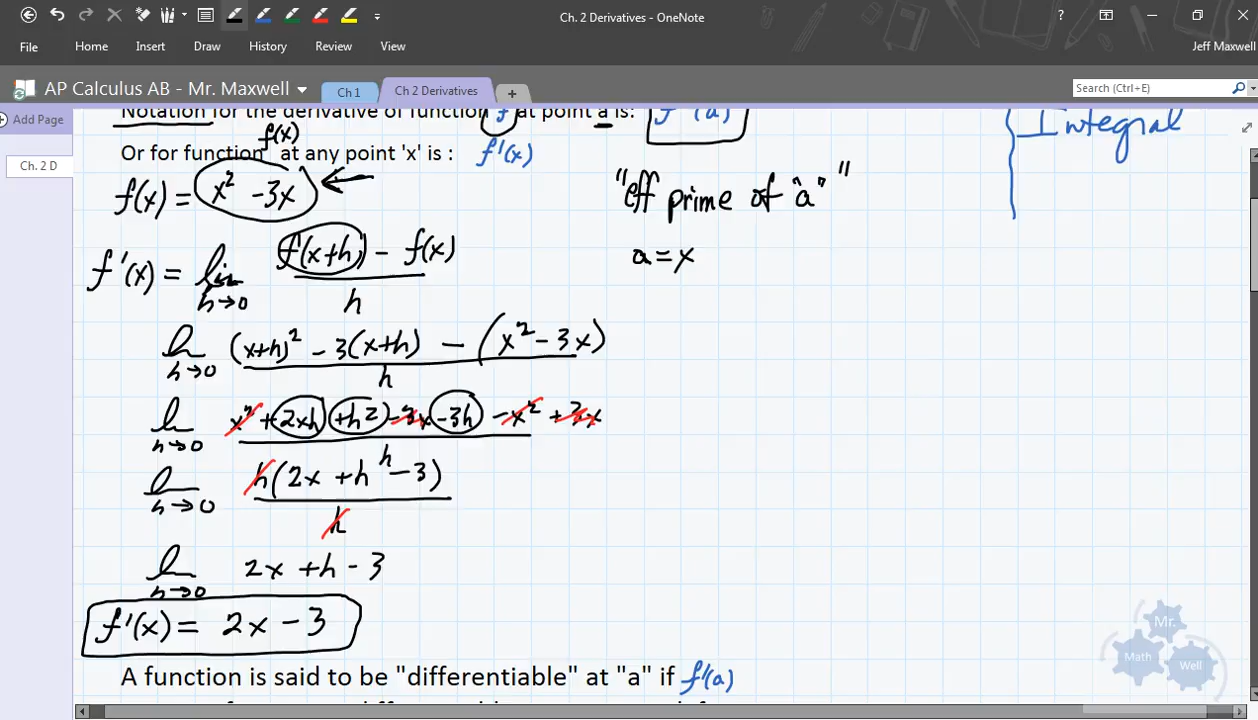 Ch. 2 Derivatives - OneNote
?
File
Home
Insert
Draw
History
Review
View
Jeff Maxwell
AP Calculus AB - Mr. Maxwell
Ch 1
Ch 2 Derivatives
+
Search (Ctrl+E)
Add Page
Ch. 2 D
Notation for the derivative of function f at point a is: f'(a)
Integral
f(x)
Or for function at any point 'x' is : f'(x)
f(x) = x² -3x
"eff prime of "a" "
a = x
f'(x) = lim h→0 f(x+h) - f(x)
h
h→0 (x+h)² - 3(x+h) - (x² - 3x)
h
h→0 x² + 2xh + h² - 3x - 3h - x² + 3x
h
h→0 h(2x + h - 3)
h
h→0 2x + h - 3
f'(x) = 2x - 3
A function is said to be "differentiable" at "a" if f'(a)
Mr.
Math
Well